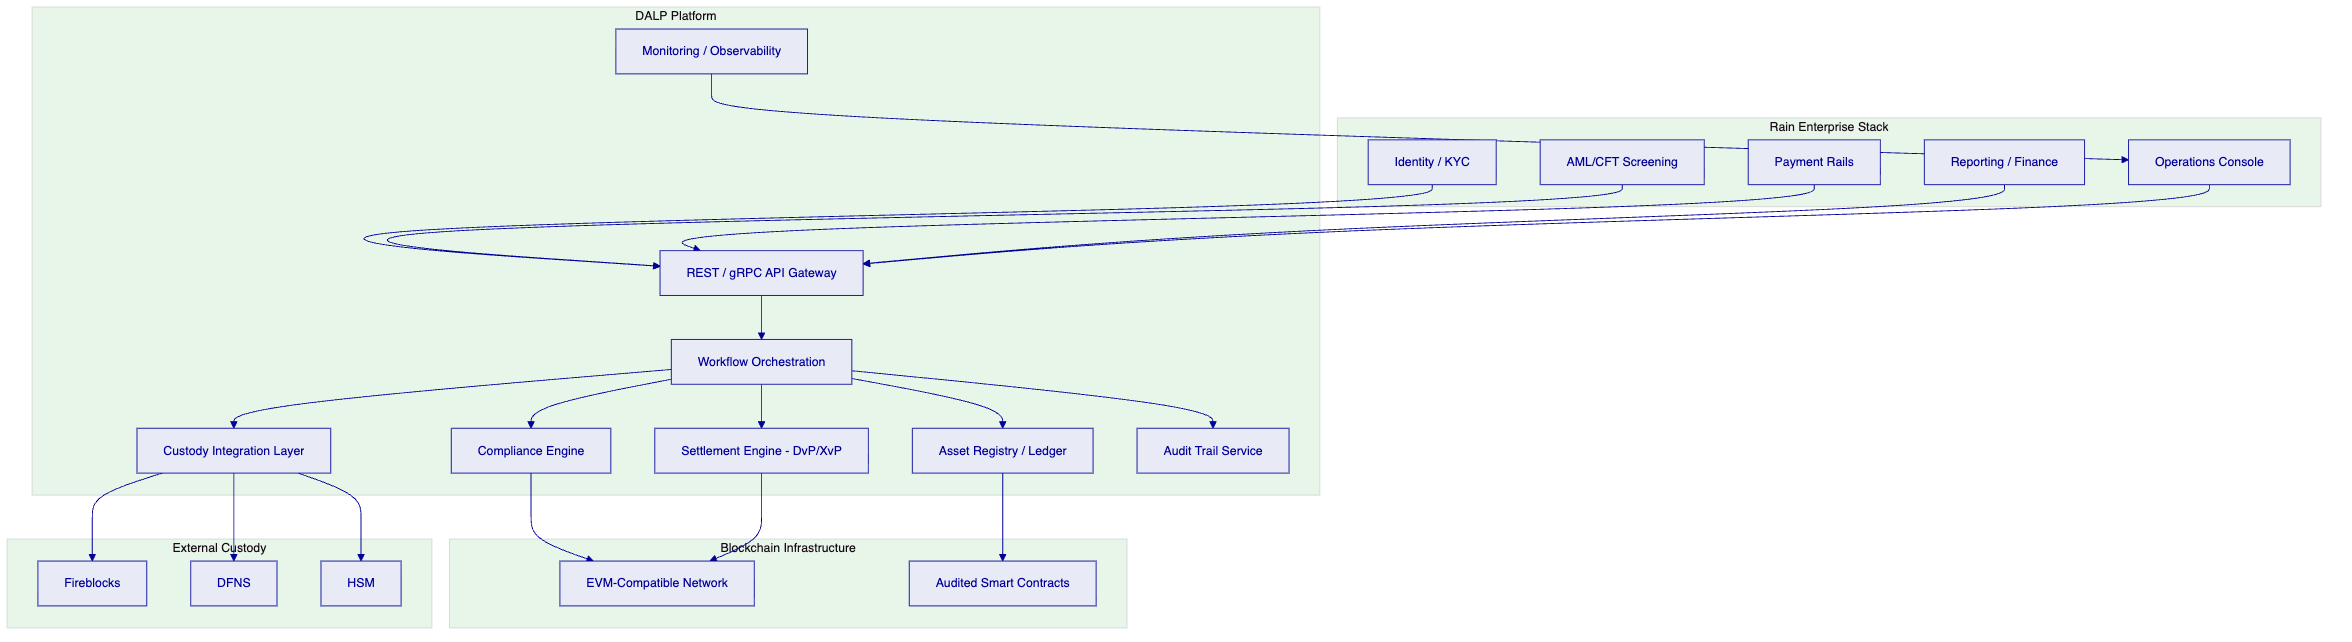 DALP Platform
Monitoring / Observability
Rain Enterprise Stack
Identity / KYC
AML/CFT Screening
Payment Rails
Reporting / Finance
Operations Console
REST / gRPC API Gateway
Workflow Orchestration
Custody Integration Layer
Compliance Engine
Settlement Engine - DvP/XvP
Asset Registry / Ledger
Audit Trail Service
External Custody
Fireblocks
DFNS
HSM
Blockchain Infrastructure
EVM-Compatible Network
Audited Smart Contracts